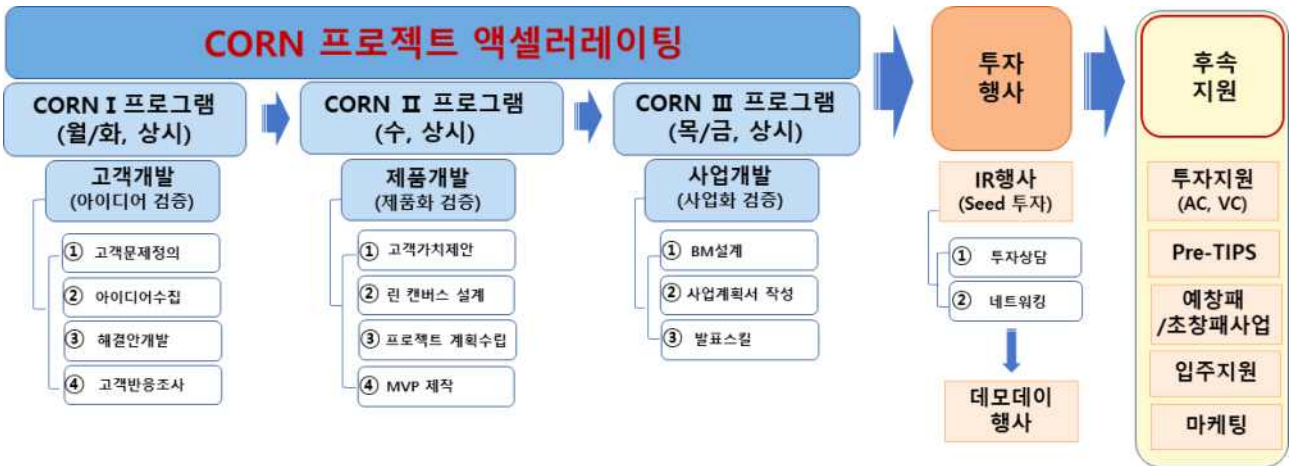 CORN 프로젝트 액셀러레이팅
CORN Ⅰ 프로그램
(월/화, 상시)
고객개발
(아이디어 검증)
① 고객문제정의
② 아이디어수집
③ 해결안개발
④ 고객반응조사
CORN Ⅱ 프로그램
(수, 상시)
제품개발
(제품화 검증)
① 고객가치제안
② 린 캔버스 설계
③ 프로젝트 계획수립
④ MVP 제작
CORN Ⅲ 프로그램
(목/금, 상시)
사업개발
(사업화 검증)
① BM설계
② 사업계획서 작성
③ 발표스킬
투자
행사
IR행사
(Seed 투자)
① 투자상담
② 네트워킹
데모데이
행사
후속
지원
투자지원
(AC, VC)
Pre-TIPS
예창패
/초창패사업
입주지원
마케팅